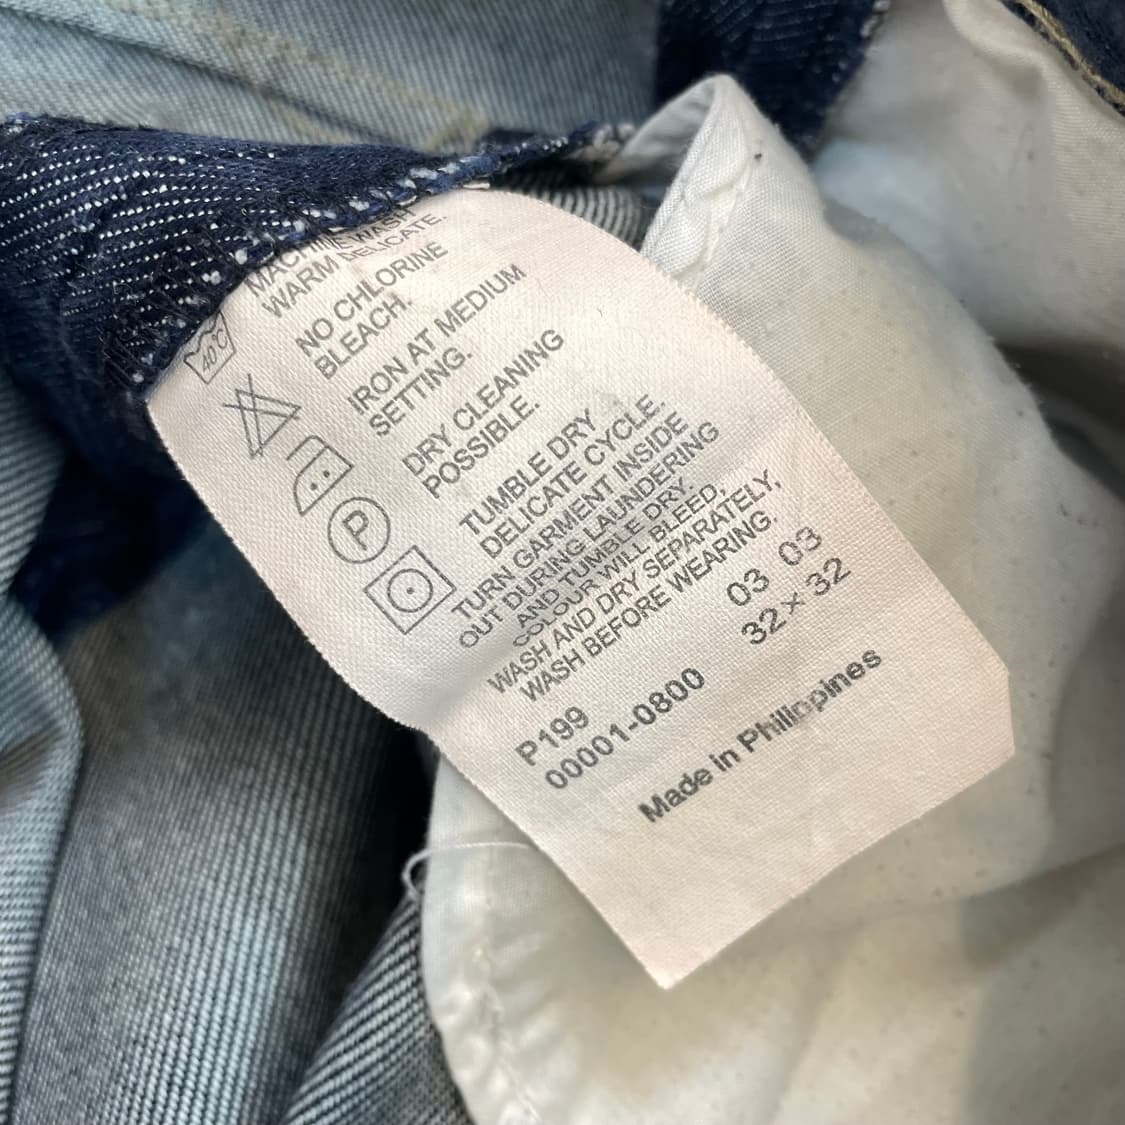 MACHINE WASH
WARM DELICATE.
40°C
NO CHLORINE
BLEACH.
IRON AT MEDIUM
SETTING.
DRY CLEANING
POSSIBLE.
P
TUMBLE DRY
DELICATE CYCLE.
TURN GARMENT INSIDE
OUT DURING LAUNDERING
AND TUMBLE DRY.
COLOUR WILL BLEED,
WASH AND DRY SEPARATELY,
WASH BEFORE WEARING.
03 03
32 × 32
P199
00001-0800
Made in Philippines